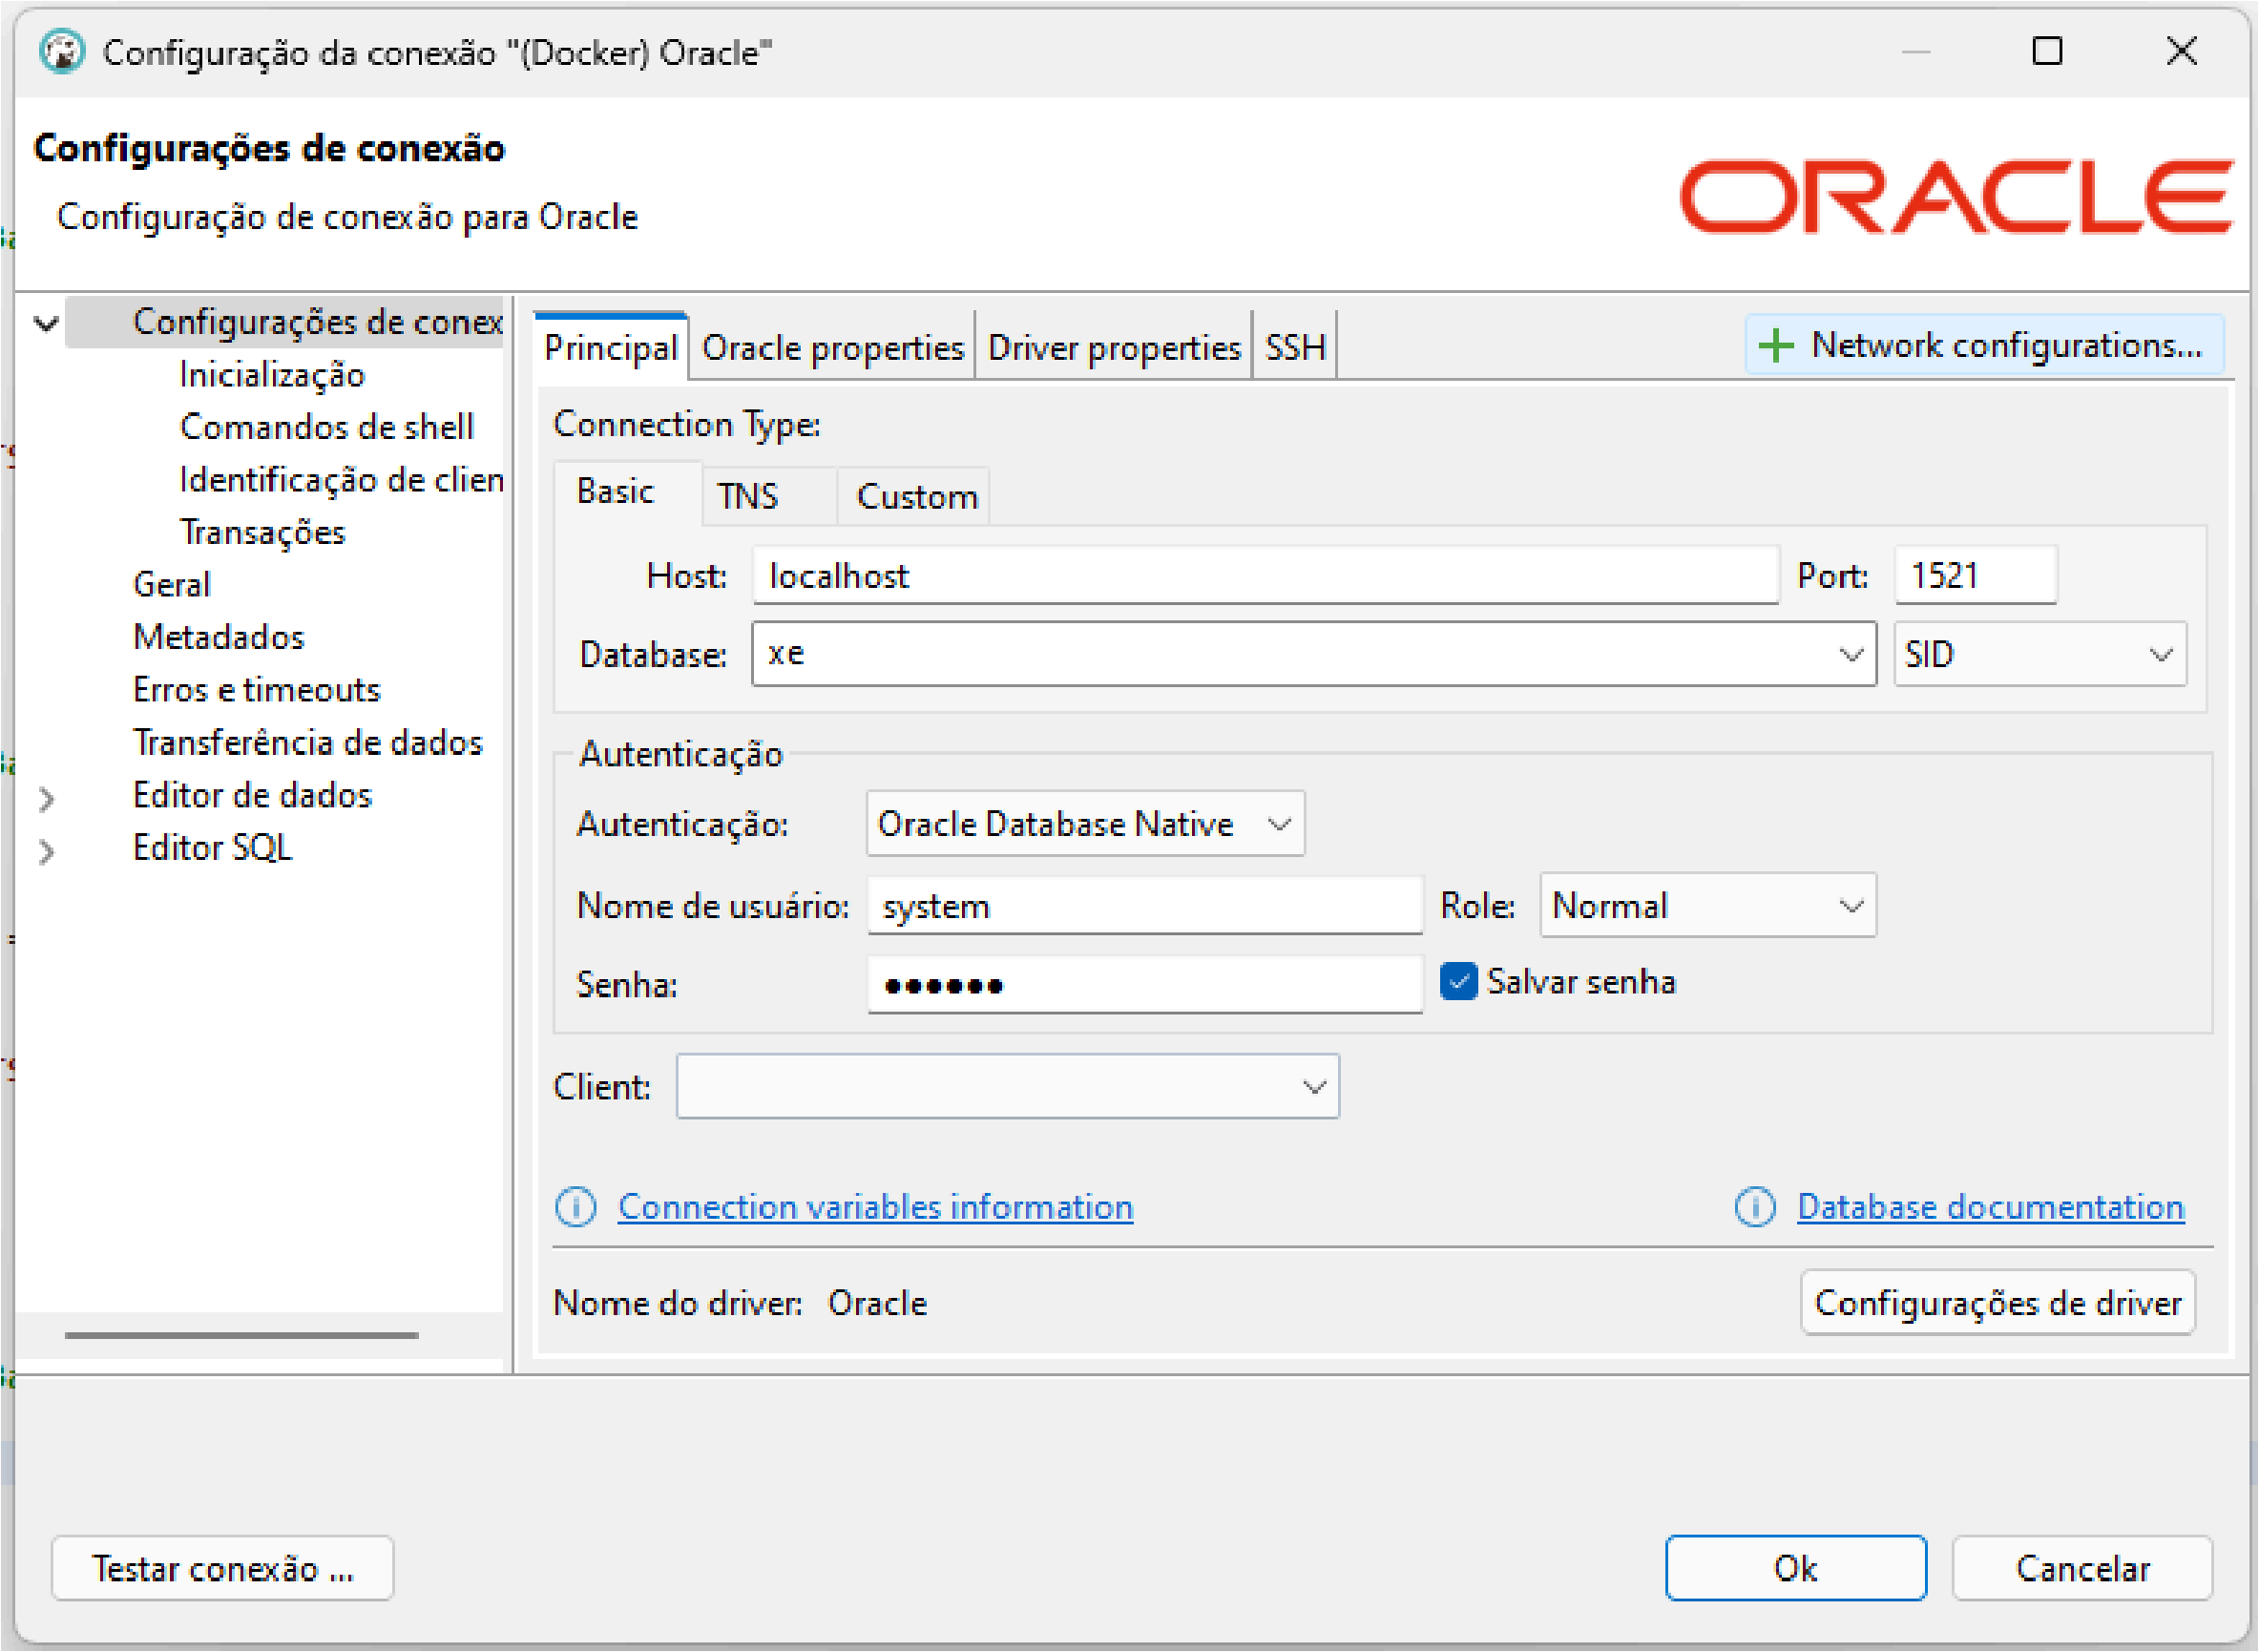 Configuração da conexão "(Docker) Oracle"
Configurações de conexão
Configuração de conexão para Oracle
ORACLE
Configurações de conex
Inicialização
Comandos de shell
Identificação de clien
Transações
Geral
Metadados
Erros e timeouts
Transferência de dados
Editor de dados
Editor SQL
Principal Oracle properties Driver properties SSH Network configurations...
Connection Type:
Basic TNS Custom
Host: localhost Port: 1521
Database: xe SID
Autenticação
Autenticação: Oracle Database Native
Nome de usuário: system Role: Normal
Senha: •••••• Salvar senha
Client:
Connection variables information Database documentation
Nome do driver: Oracle Configurações de driver
Testar conexão ... Ok Cancelar